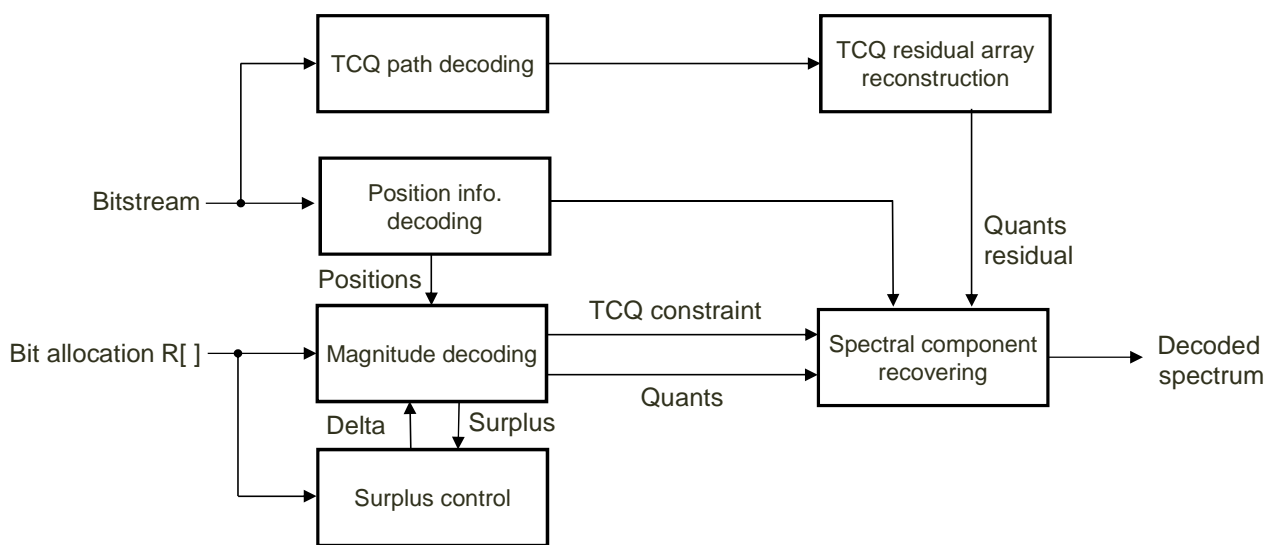 TCQ path decoding
TCQ residual array
reconstruction
Bitstream
Position info.
decoding
Quants
residual
Positions
TCQ constraint
Bit allocation R[ ]
Magnitude decoding
Spectral component
recovering
Decoded
spectrum
Quants
Delta
Surplus
Surplus control